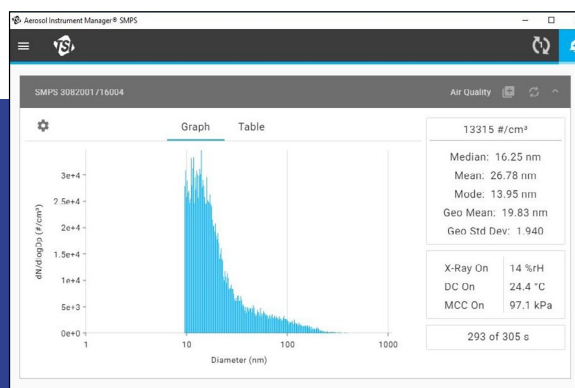 Aerosol Instrument Manager® SMPS
TSI
SMPS 3082001716004
Air Quality
Graph Table
13315 #/cm³
Median: 16.25 nm
Mean: 26.78 nm
Mode: 13.95 nm
Geo Mean: 19.83 nm
Geo Std Dev: 1.940
X-Ray On 14 %rH
DC On 24.4 °C
MCC On 97.1 kPa
293 of 305 s
dN/dlogDp (#/cm³)
3e+4
2.5e+4
2e+4
1.5e+4
1e+4
5e+3
0e+0
1 10 100 1000
Diameter (nm)